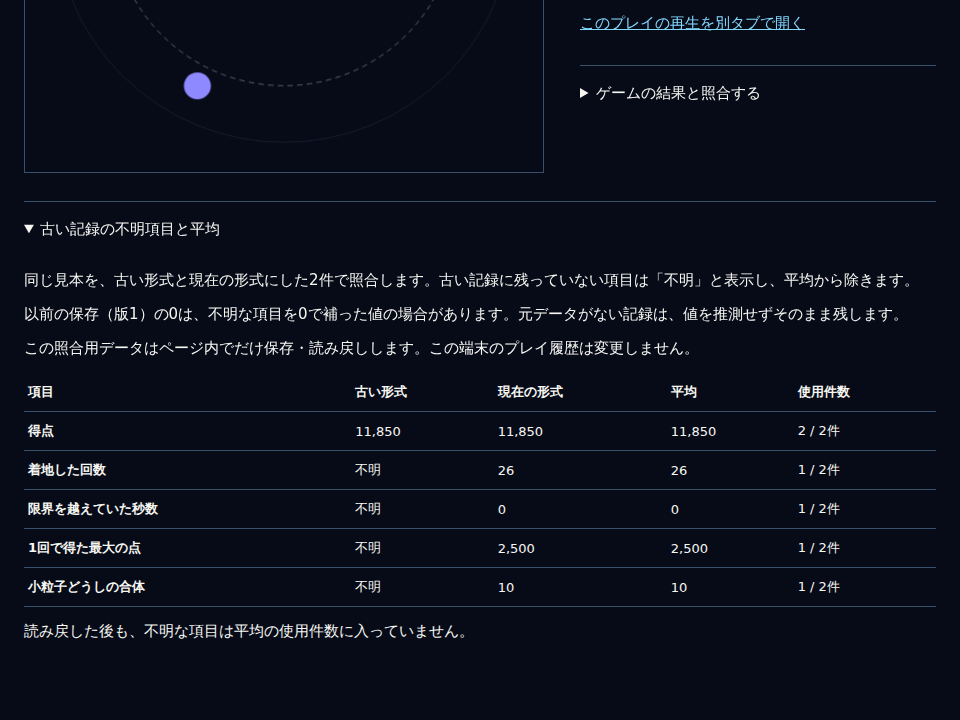 このプレイの再生を別タブで開く
▶ ゲームの結果と照合する
▼ 古い記録の不明項目と平均
同じ見本を、古い形式と現在の形式にした2件で照合します。古い記録に残っていない項目は「不明」と表示し、平均から除きます。
以前の保存（版1）の0は、不明な項目を0で補った値の場合があります。元データがない記録は、値を推測せずそのまま残します。
この照合用データはページ内でだけ保存・読み戻しします。この端末のプレイ履歴は変更しません。
項目 古い形式 現在の形式 平均 使用件数
得点 11,850 11,850 11,850 2 / 2件
着地した回数 不明 26 26 1 / 2件
限界を越えていた秒数 不明 0 0 1 / 2件
1回で得た最大の点 不明 2,500 2,500 1 / 2件
小粒子どうしの合体 不明 10 10 1 / 2件
読み戻した後も、不明な項目は平均の使用件数に入っていません。